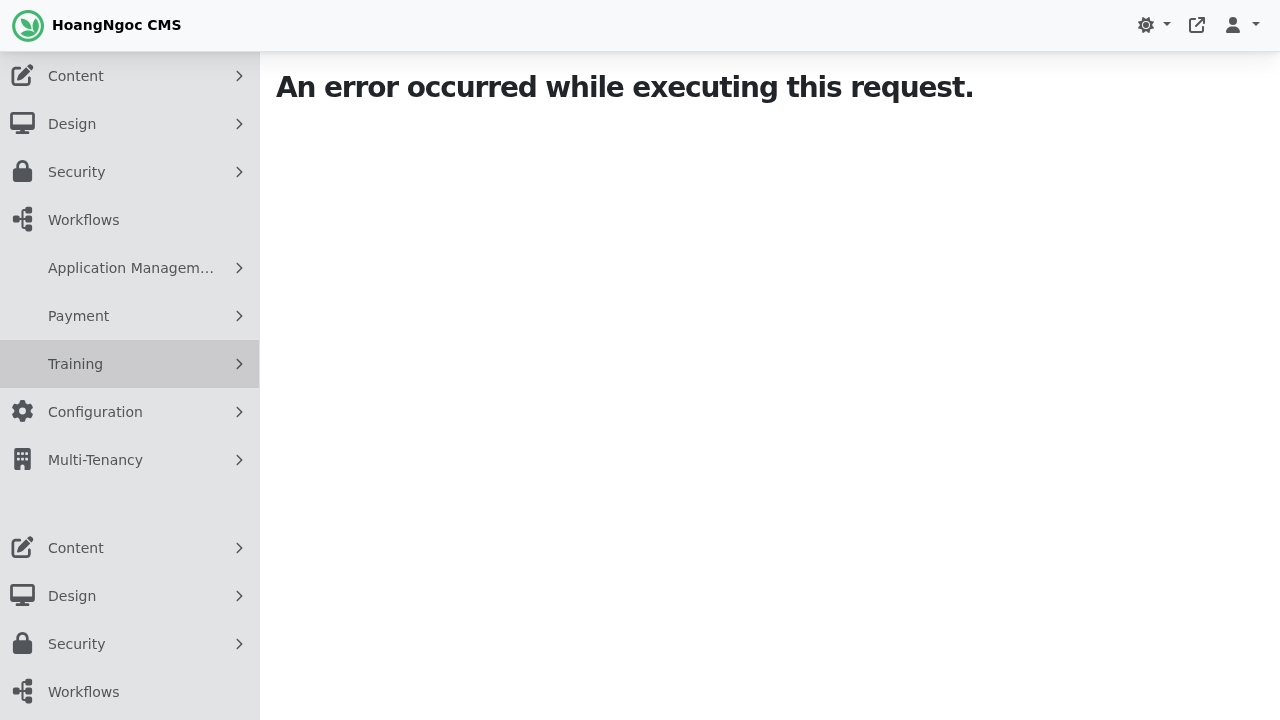 HoangNgoc CMS
Content
Design
Security
Workflows
Application Managem...
Payment
Training
Configuration
Multi-Tenancy
Content
Design
Security
Workflows
An error occurred while executing this request.